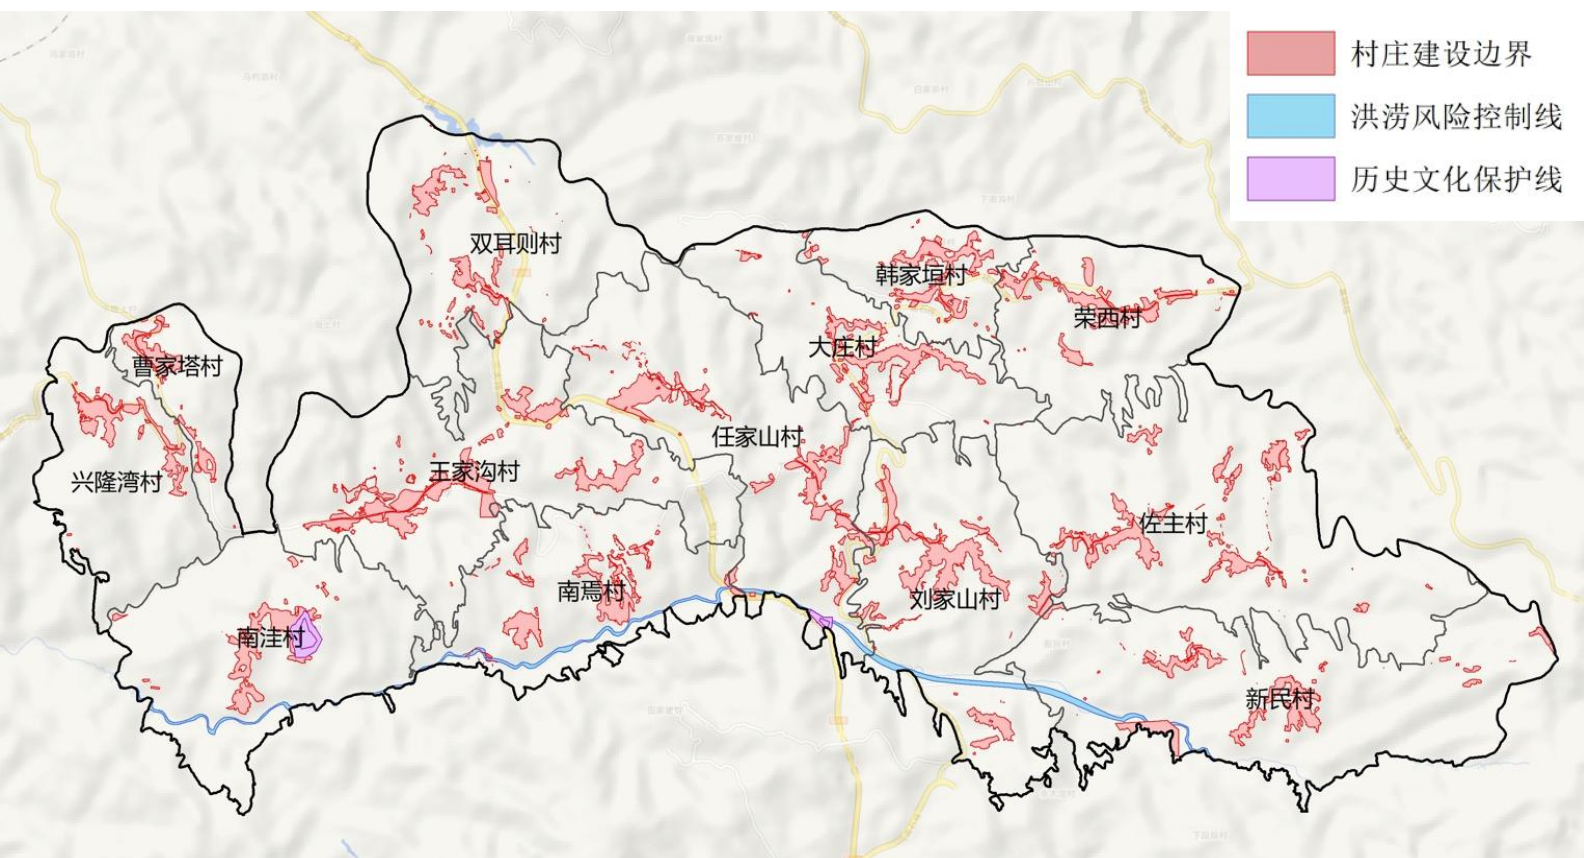 村庄建设边界
洪涝风险控制线
历史文化保护线
双耳则村
韩家垣村
荣西村
大庄村
曹家塔村
任家山村
王家沟村
兴隆湾村
佐主村
南焉村
刘家山村
南洼村
新民村